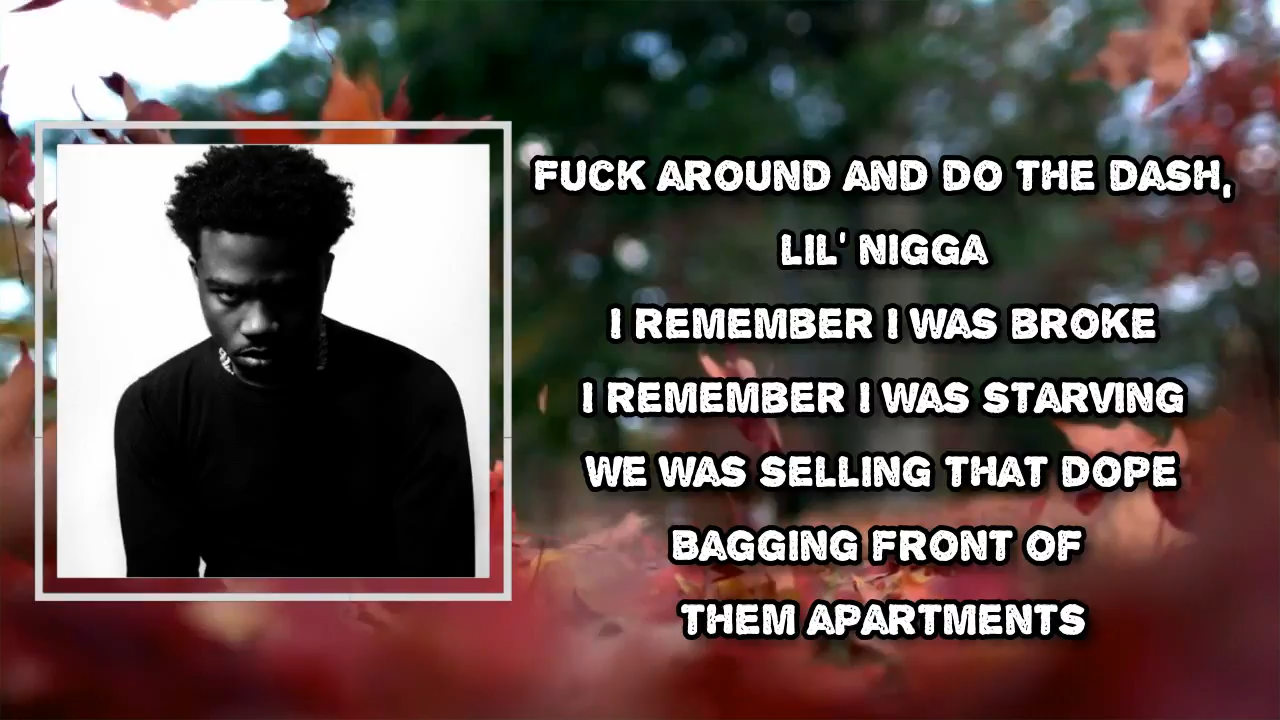 FUCK AROUND AND DO THE DASH,
LIL' NIGGA
I REMEMBER I WAS BROKE
I REMEMBER I WAS STARVING
WE WAS SELLING THAT DOPE
BAGGING FRONT OF
THEM APARTMENTS